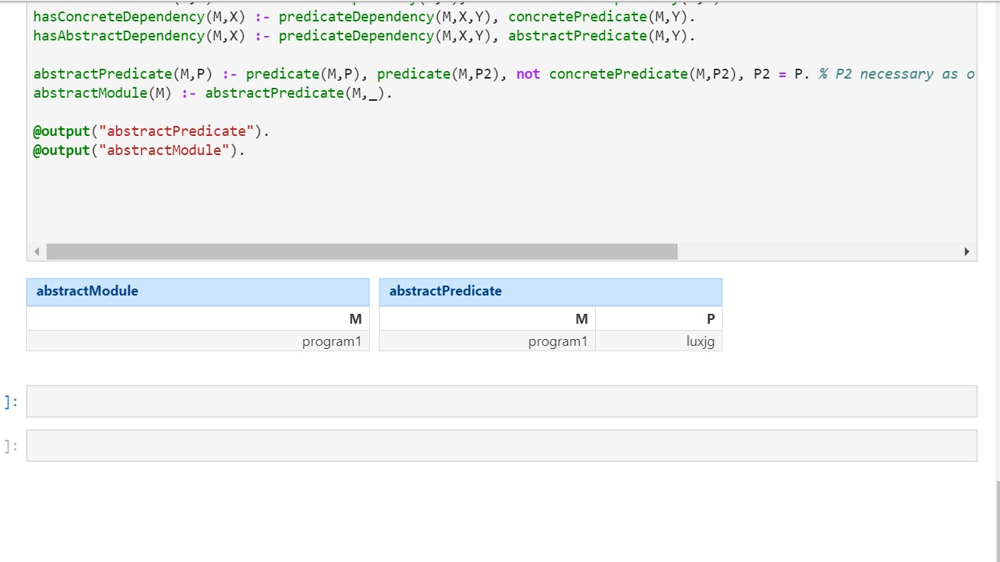 hasConcreteDependency(M,X) :- predicateDependency(M,X,Y), concretePredicate(M,Y).
hasAbstractDependency(M,X) :- predicateDependency(M,X,Y), abstractPredicate(M,Y).
abstractPredicate(M,P) :- predicate(M,P), predicate(M,P2), not concretePredicate(M,P2), P2 = P. % P2 necessary as
abstractModule(M) :- abstractPredicate(M,_).
@output("abstractPredicate").
@output("abstractModule").
abstractModule abstractPredicate
M M P
program1 program1 luxjg
]:
]: